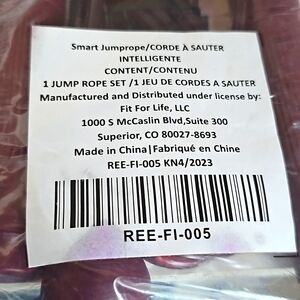 Smart Jumprope/CORDE À SAUTER
INTELLIGENTE
CONTENT/CONTENU
1 JUMP ROPE SET /1 JEU DE CORDES A SAUTER
Manufactured and Distributed under license by:
Fit For Life, LLC
1000 S McCaslin Blvd,Suite 300
Superior, CO 80027-8693
Made in China|Fabriqué en Chine
REE-FI-005 KN4/2023
REE-FI-005